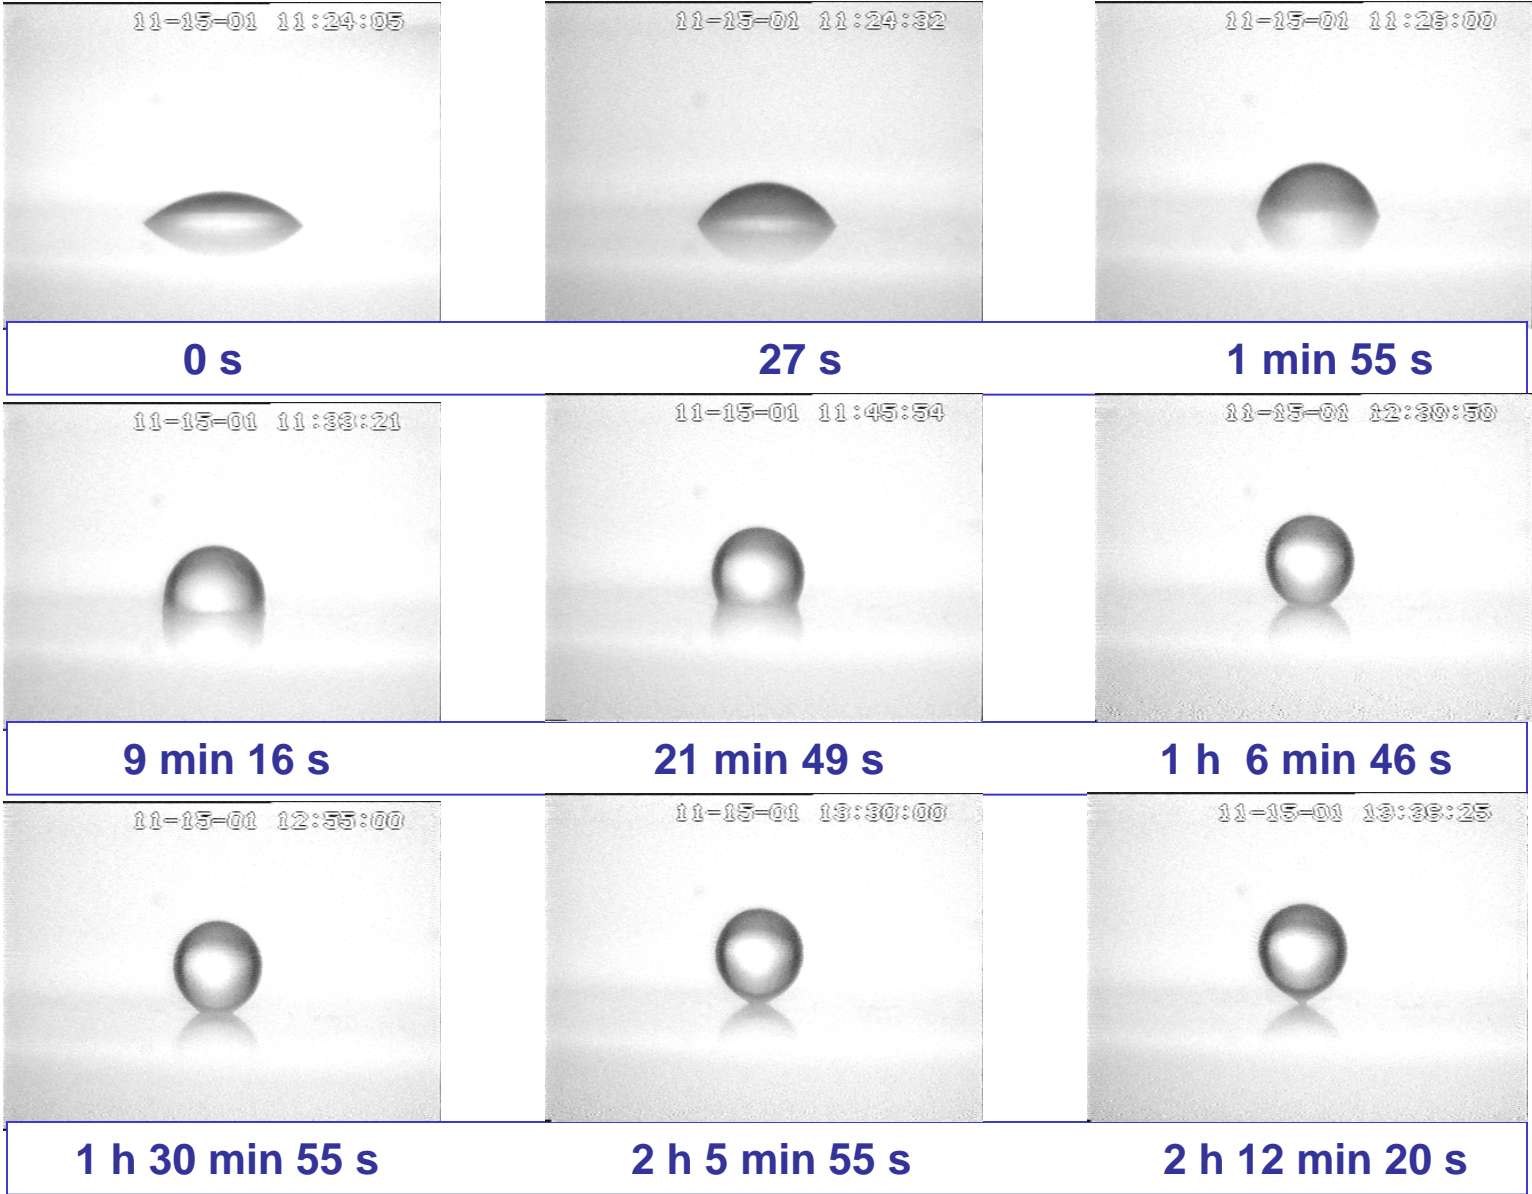 11-15-01 11:24:05
11-15-01 11:24:32
11-15-01 11:26:00
0 s
27 s
1 min 55 s
11-15-01 11:33:21
11-15-01 11:45:54
11-15-01 12:30:50
9 min 16 s
21 min 49 s
1 h 6 min 46 s
11-15-01 12:55:00
11-15-01 13:30:00
11-15-01 13:36:25
1 h 30 min 55 s
2 h 5 min 55 s
2 h 12 min 20 s